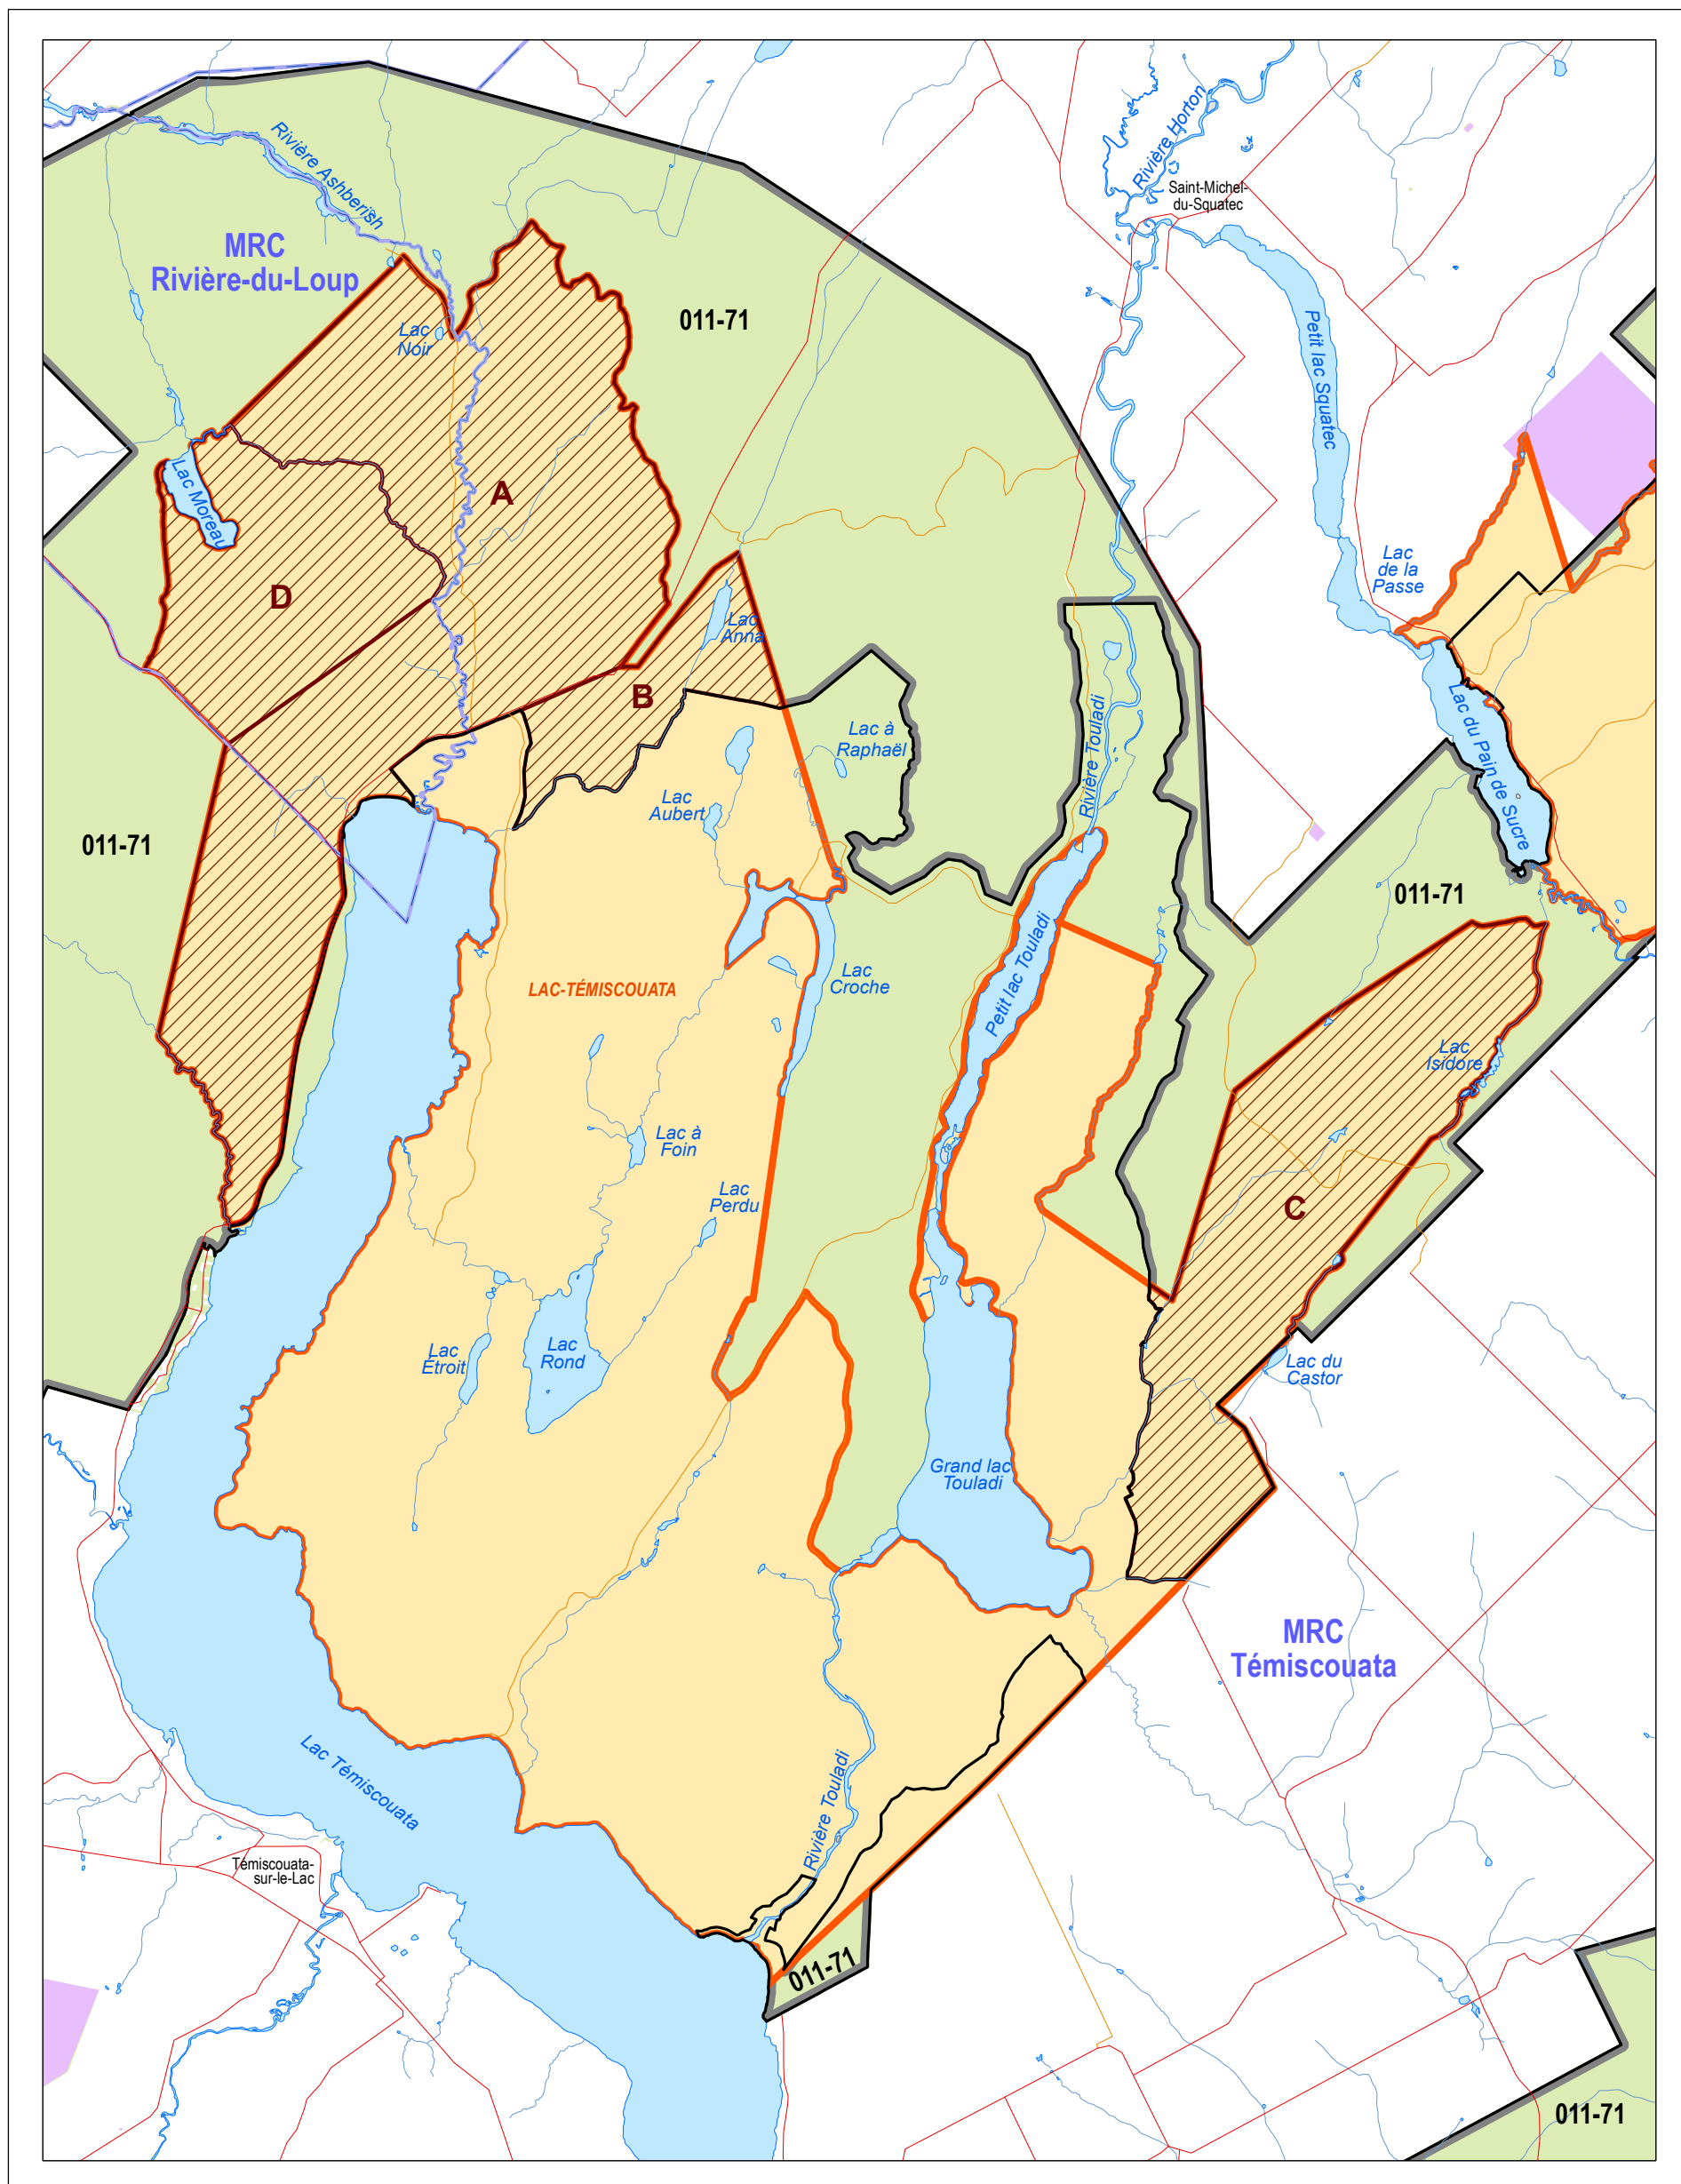 Rivière Horton
Rivière Ashberish
Saint-Michel-
du-Squatec
MRC
Rivière-du-Loup
011-71
Lac
Noir
Petit lac Squatec
Lac Moreau
A
Lac
de la
Passe
D
Lac
Anna
B
Rivière Touladi
Lac à
Raphaël
Lac du Pain de Sucre
Lac
Aubert
011-71
011-71
Petit lac Touladi
LAC-TÉMISCOUATA
Lac
Croche
Lac
Isidore
Lac à
Foin
Lac
Perdu
C
Lac
Étroit
Lac
Rond
Lac du
Castor
Grand lac
Touladi
MRC
Témiscouata
Lac Témiscouata
Rivière Touladi
Témiscouata-
sur-le-Lac
011-71
011-71